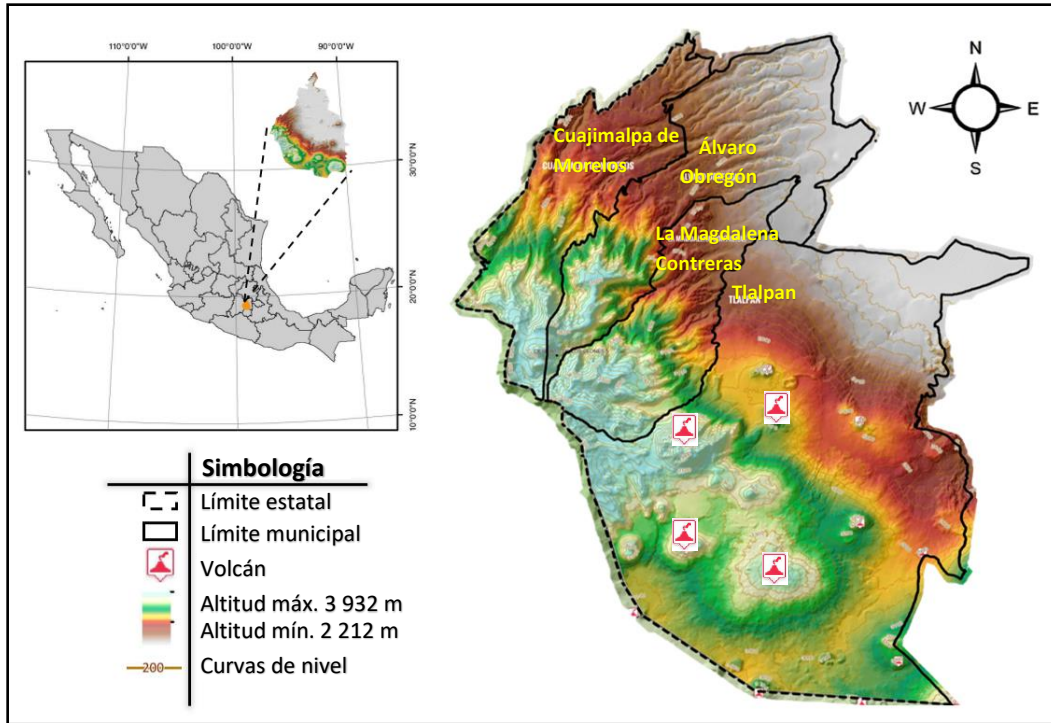 110°0'0"W
100°0'0"W
90°0'0"W
30°0'0"N
20°0'0"N
10°0'0"N
N
W
E
S
Cuajimalpa de
Morelos
Álvaro
Obregón
La Magdalena
Contreras
Tlalpan
TLALPAN
Simbología
Límite estatal
Límite municipal
Volcán
Altitud máx. 3 932 m
Altitud mín. 2 212 m
200
Curvas de nivel